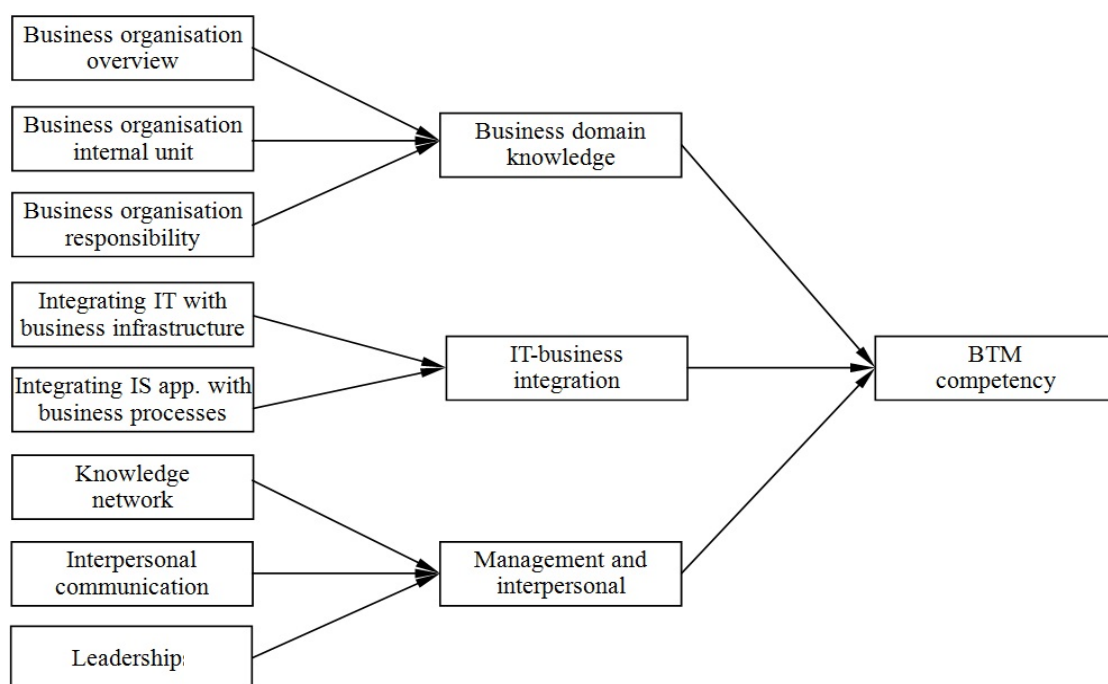 Business organisation
overview
Business organisation
internal unit
Business organisation
responsibility
Integrating IT with
business infrastructure
Integrating IS app. with
business processes
Knowledge
network
Interpersonal
communication
Leadership
Business domain
knowledge
IT-business
integration
Management and
interpersonal
BTM
competency